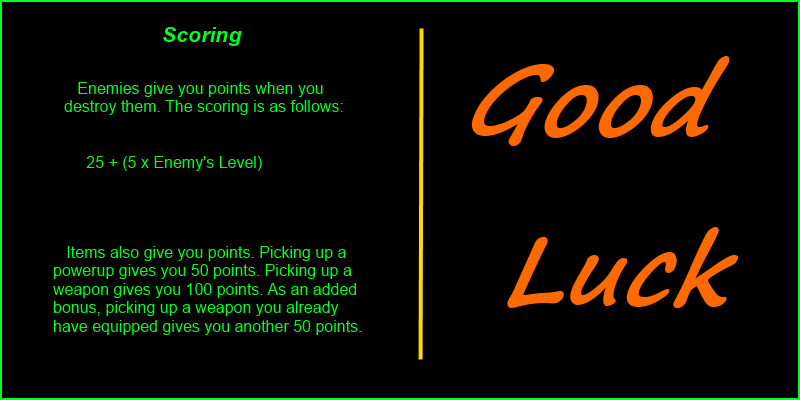 Scoring
Enemies give you points when you
destroy them. The scoring is as follows:
25 + (5 x Enemy's Level)
Items also give you points. Picking up a
powerup gives you 50 points. Picking up a
weapon gives you 100 points. As an added
bonus, picking up a weapon you already
have equipped gives you another 50 points.
Good
Luck